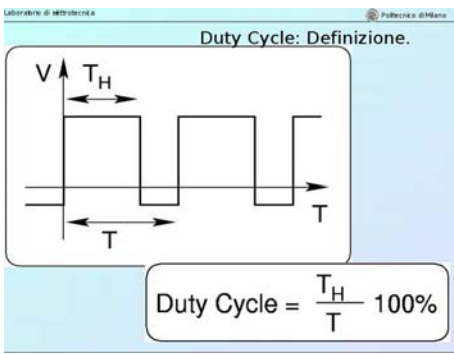 Laboratorio di elettrotecnica
Politecnico di Milano
Duty Cycle: Definizione.
V
T_H
T
T
Duty Cycle = T_H / T 100%